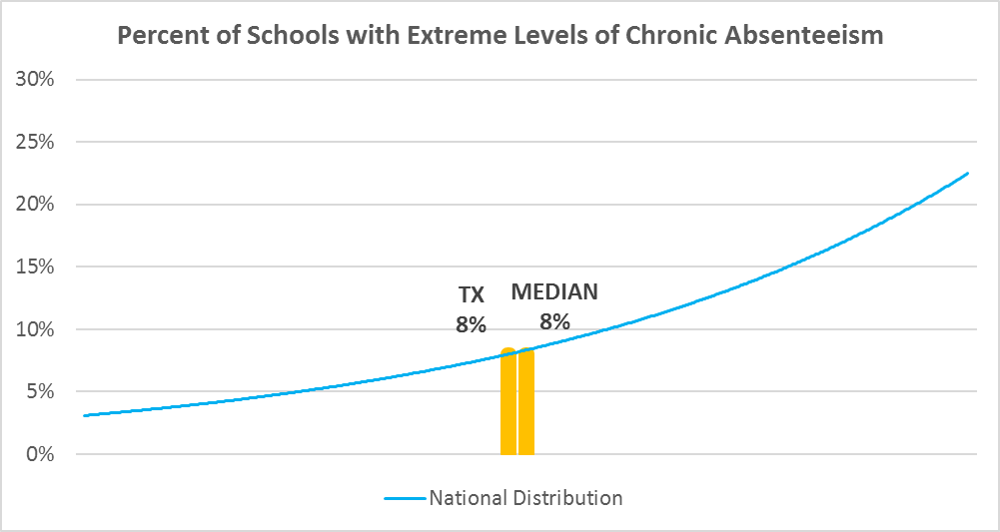 Percent of Schools with Extreme Levels of Chronic Absenteeism
30%
25%
20%
15%
10%
5%
0%
TX
8%
MEDIAN
8%
National Distribution